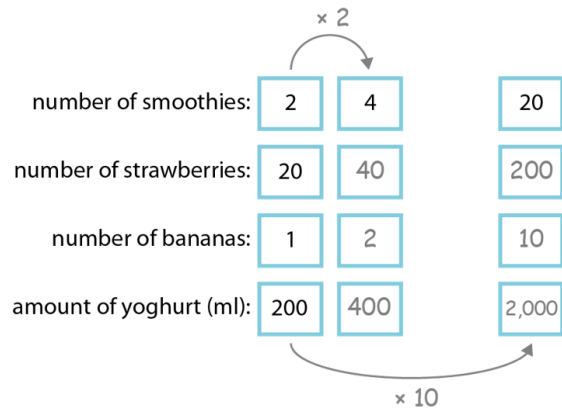 × 2
number of smoothies: 2 4 20
number of strawberries: 20 40 200
number of bananas: 1 2 10
amount of yoghurt (ml): 200 400 2,000
× 10